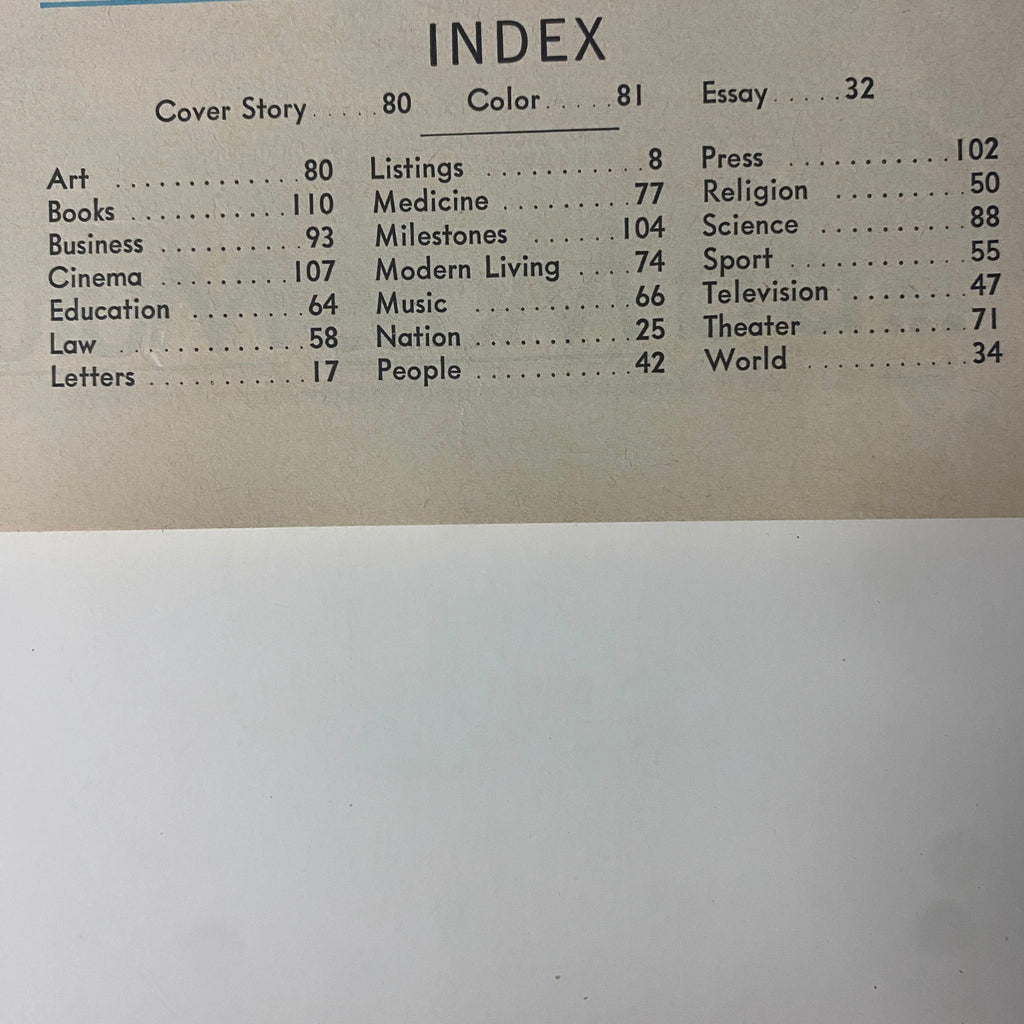 INDEX
Cover Story.....80 Color.....81 Essay.....32
Art .............80
Books ...........110
Business .........93
Cinema ..........107
Education ........64
Law .............58
Letters ...........17
Listings ...........8
Medicine .........77
Milestones ......104
Modern Living ....74
Music ...........66
Nation ...........25
People ...........42
Press ...........102
Religion .........50
Science ..........88
Sport ............55
Television ........47
Theater ..........71
World ...........34